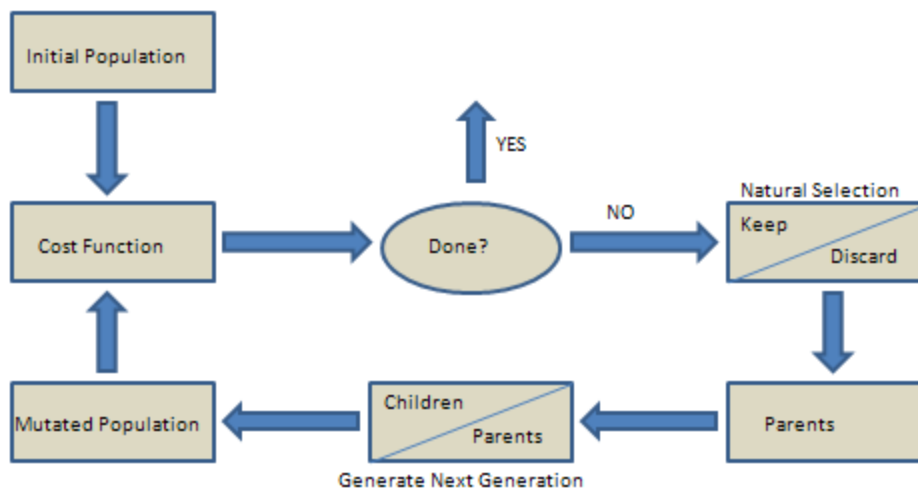 Initial Population
YES
Natural Selection
NO
Keep
Cost Function
Done?
Discard
Children
Mutated Population
Parents
Parents
Generate Next Generation